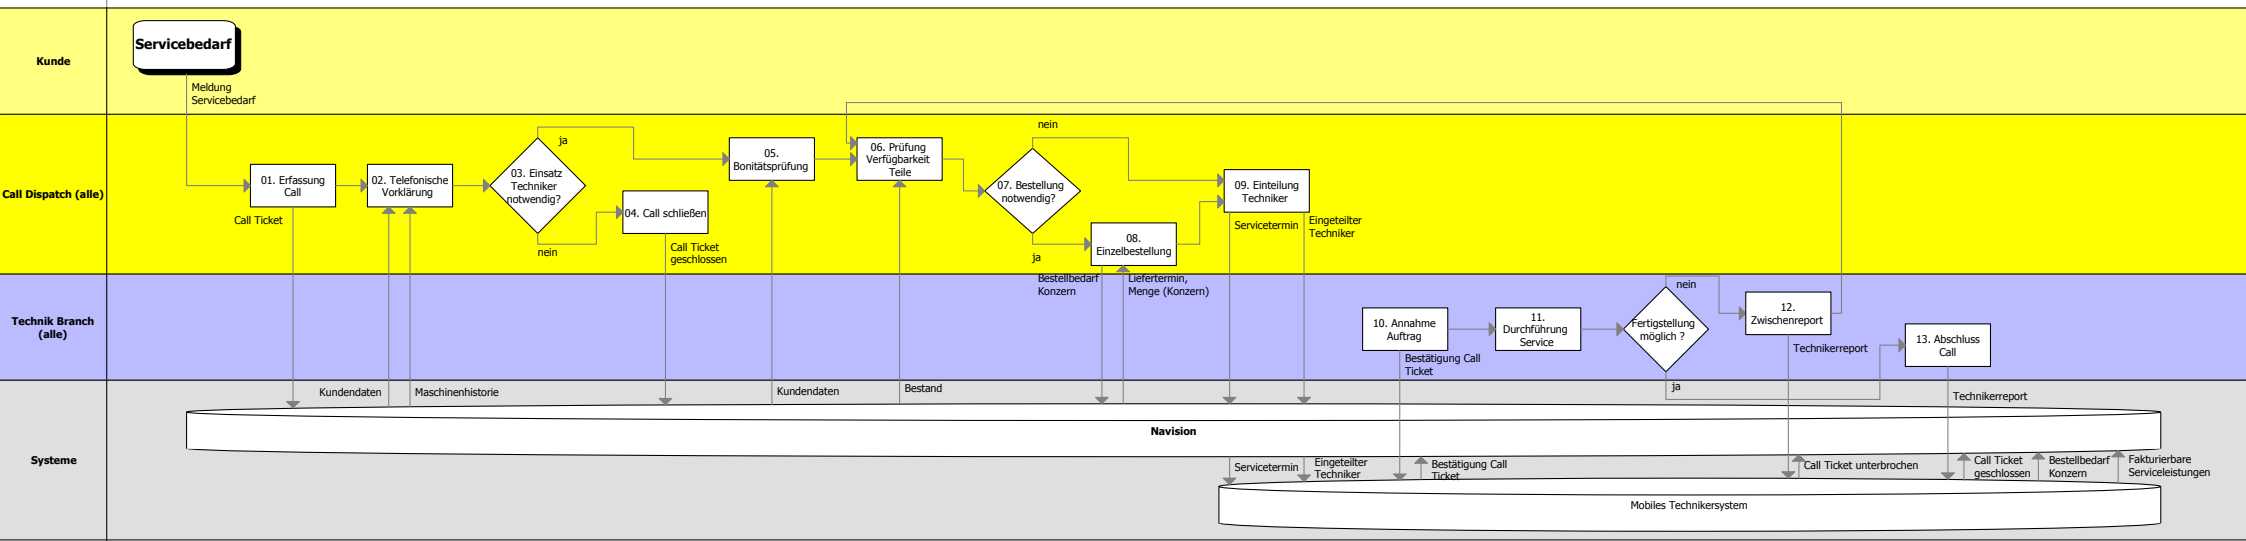 Kunde
Servicebedarf
Meldung
Servicebedarf
Call Dispatch (alle)
01. Erfassung
Call
Call Ticket
02. Telefonische
Vorklärung
03. Einsatz
Techniker
notwendig?
ja
nein
04. Call schließen
Call Ticket
geschlossen
05.
Bonitätsprüfung
06. Prüfung
Verfügbarkeit
Teile
07. Bestellung
notwendig?
nein
ja
08.
Einzelbestellung
09. Einteilung
Techniker
Servicetermin
Eingeteilter
Techniker
Bestellbedarf
Konzern
Liefertermin,
Menge (Konzern)
Technik Branch
(alle)
10. Annahme
Auftrag
Bestätigung Call
Ticket
11.
Durchführung
Service
Fertigstellung
möglich ?
nein
ja
12.
Zwischenreport
Technikerreport
13. Abschluss
Call
Technikerreport
Systeme
Kundendaten
Maschinenhistorie
Kundendaten
Bestand
Navision
Servicetermin
Eingeteilter
Techniker
Bestätigung Call
Ticket
Call Ticket unterbrochen
Call Ticket
geschlossen
Bestellbedarf
Konzern
Fakturierbare
Serviceleistungen
Mobiles Technikersystem